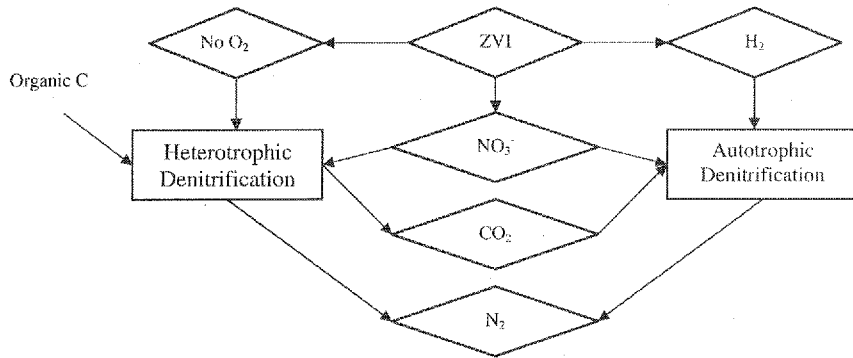 No O₂
ZVI
H₂
Organic C
Heterotrophic
Denitrification
NO₃⁻
Autotrophic
Denitrification
CO₂
N₂